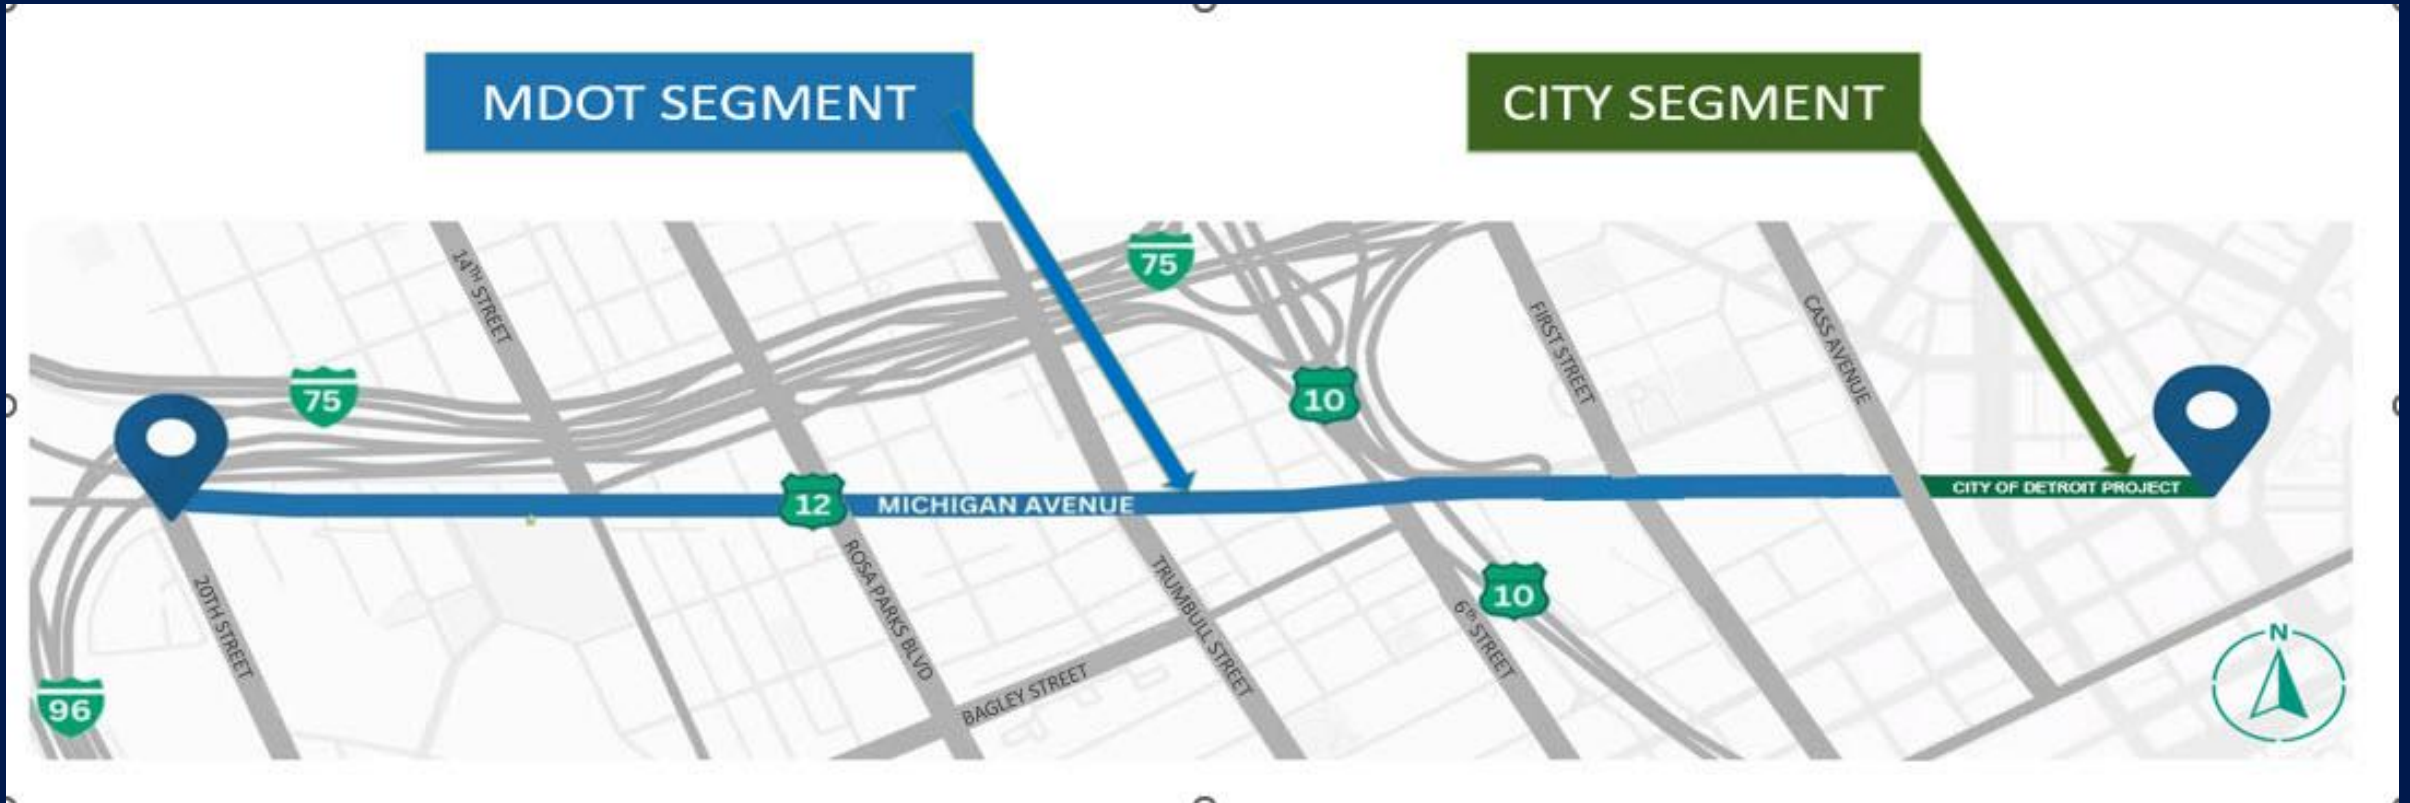 MDOT SEGMENT
CITY SEGMENT
75
14TH STREET
75
10
FIRST STREET
CASS AVENUE
12
MICHIGAN AVENUE
CITY OF DETROIT PROJECT
20TH STREET
ROSA PARKS BLVD
TRUMBULL STREET
10
6TH STREET
BAGLEY STREET
96
N